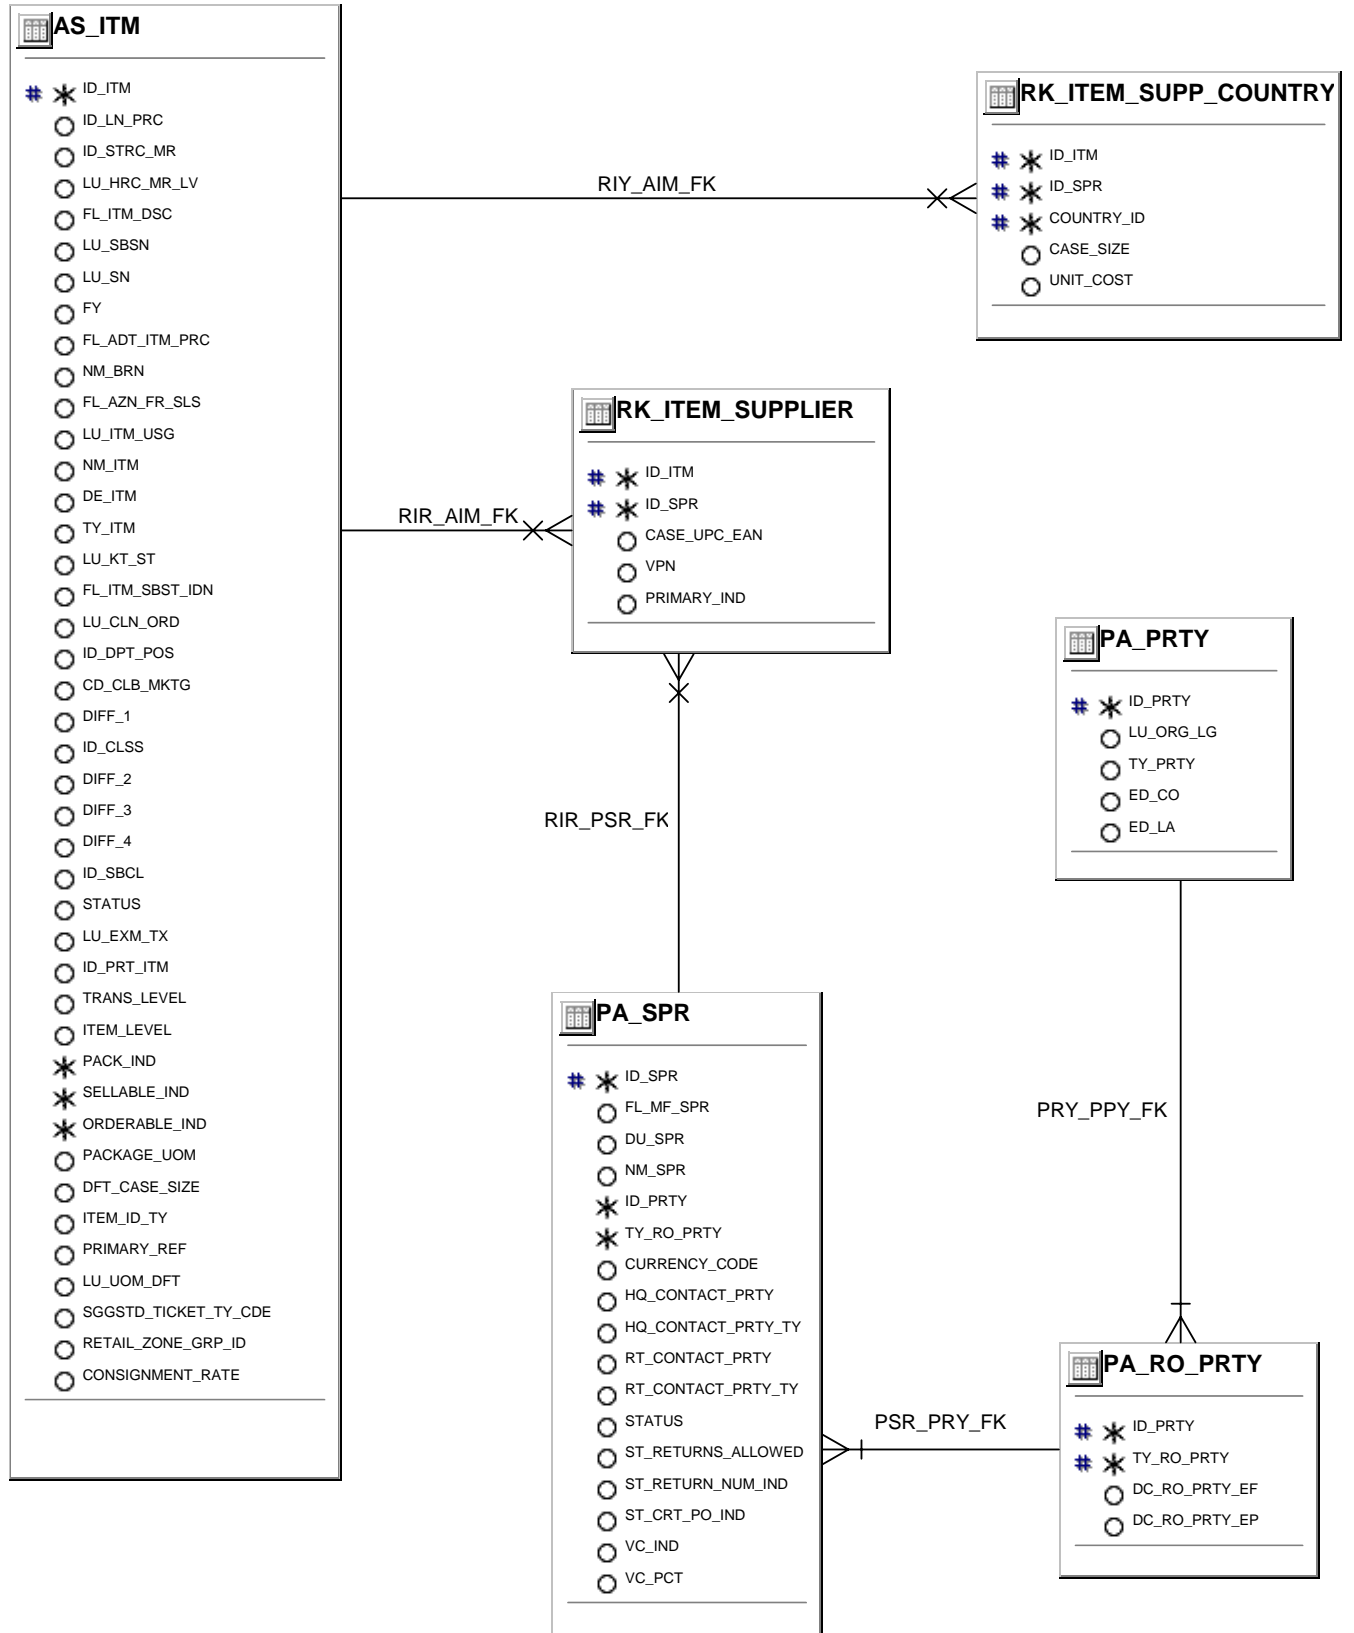 AS_ITM
# * ID_ITM
ID_LN_PRC
ID_STRC_MR
LU_HRC_MR_LV
FL_ITM_DSC
LU_SBSN
LU_SN
FY
FL_ADT_ITM_PRC
NM_BRN
FL_AZN_FR_SLS
LU_ITM_USG
NM_ITM
DE_ITM
TY_ITM
LU_KT_ST
FL_ITM_SBST_IDN
LU_CLN_ORD
ID_DPT_POS
CD_CLB_MKTG
DIFF_1
ID_CLSS
DIFF_2
DIFF_3
DIFF_4
ID_SBCL
STATUS
LU_EXM_TX
ID_PRT_ITM
TRANS_LEVEL
ITEM_LEVEL
* PACK_IND
* SELLABLE_IND
* ORDERABLE_IND
PACKAGE_UOM
DFT_CASE_SIZE
ITEM_ID_TY
PRIMARY_REF
LU_UOM_DFT
SGGSTD_TICKET_TY_CDE
RETAIL_ZONE_GRP_ID
CONSIGNMENT_RATE
RIY_AIM_FK
RK_ITEM_SUPP_COUNTRY
# * ID_ITM
# * ID_SPR
# * COUNTRY_ID
CASE_SIZE
UNIT_COST
RIR_AIM_FK
RK_ITEM_SUPPLIER
# * ID_ITM
# * ID_SPR
CASE_UPC_EAN
VPN
PRIMARY_IND
RIR_PSR_FK
PA_PRTY
# * ID_PRTY
LU_ORG_LG
TY_PRTY
ED_CO
ED_LA
PRY_PPY_FK
PA_SPR
# * ID_SPR
FL_MF_SPR
DU_SPR
NM_SPR
* ID_PRTY
* TY_RO_PRTY
CURRENCY_CODE
HQ_CONTACT_PRTY
HQ_CONTACT_PRTY_TY
RT_CONTACT_PRTY
RT_CONTACT_PRTY_TY
STATUS
ST_RETURNS_ALLOWED
ST_RETURN_NUM_IND
ST_CRT_PO_IND
VC_IND
VC_PCT
PSR_PRY_FK
PA_RO_PRTY
# * ID_PRTY
# * TY_RO_PRTY
DC_RO_PRTY_EF
DC_RO_PRTY_EP